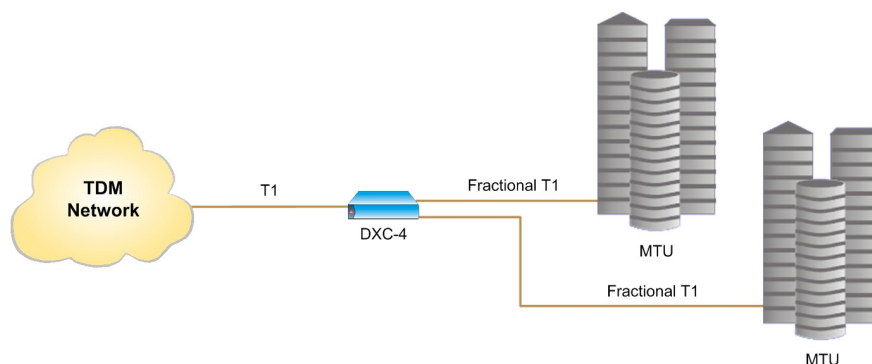 TDM
Network
T1
DXC-4
Fractional T1
MTU
Fractional T1
MTU